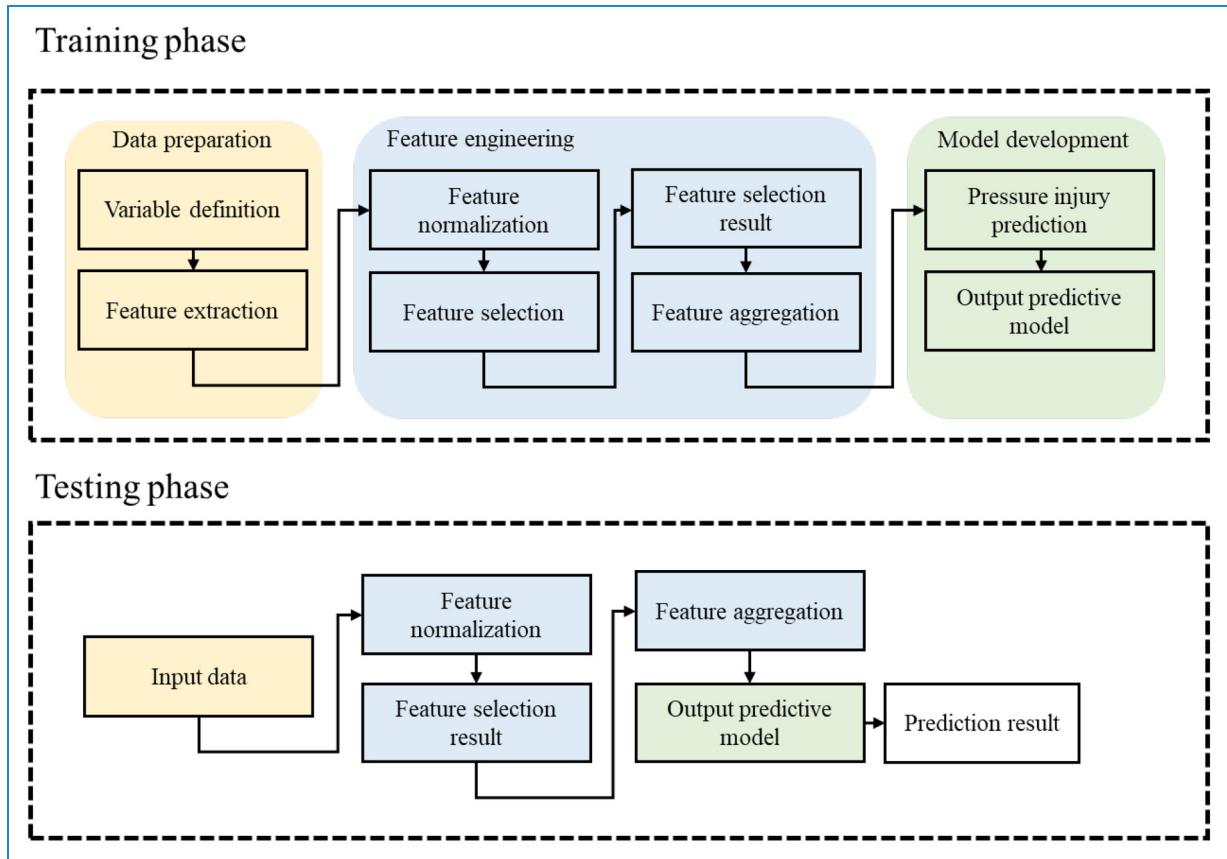 Training phase
Data preparation
Variable definition
Feature extraction
Feature engineering
Feature
normalization
Feature selection
Feature selection
result
Feature aggregation
Model development
Pressure injury
prediction
Output predictive
model
Testing phase
Input data
Feature
normalization
Feature selection
result
Feature aggregation
Output predictive
model
Prediction result